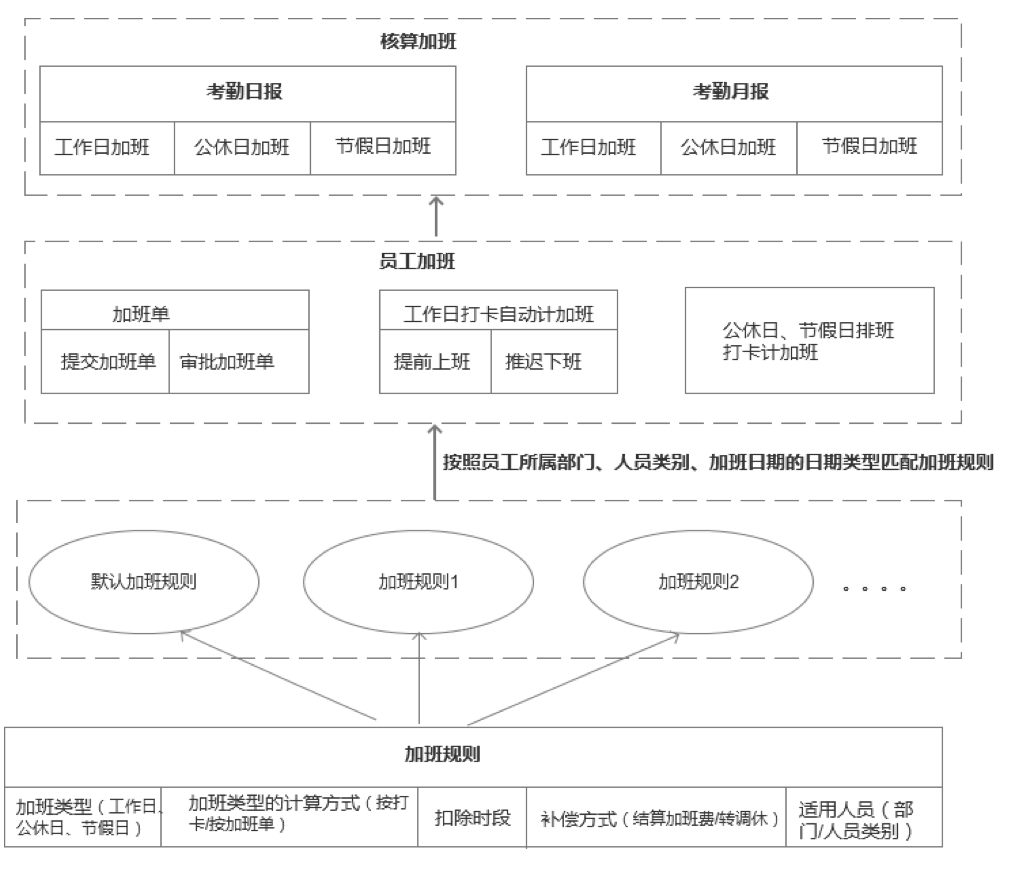 核算加班
考勤日报
考勤月报
工作日加班
公休日加班
节假日加班
工作日加班
公休日加班
节假日加班
员工加班
加班单
提交加班单
审批加班单
工作日打卡自动计加班
提前上班
推迟下班
公休日、节假日排班
打卡计加班
按照员工所属部门、人员类别、加班日期的日期类型匹配加班规则
默认加班规则
加班规则1
加班规则2
。。。。
加班规则
加班类型（工作日、
公休日、节假日）
加班类型的计算方式（按打
卡/按加班单）
扣除时段
补偿方式（结算加班费/转调休）
适用人员（部
门/人员类别）